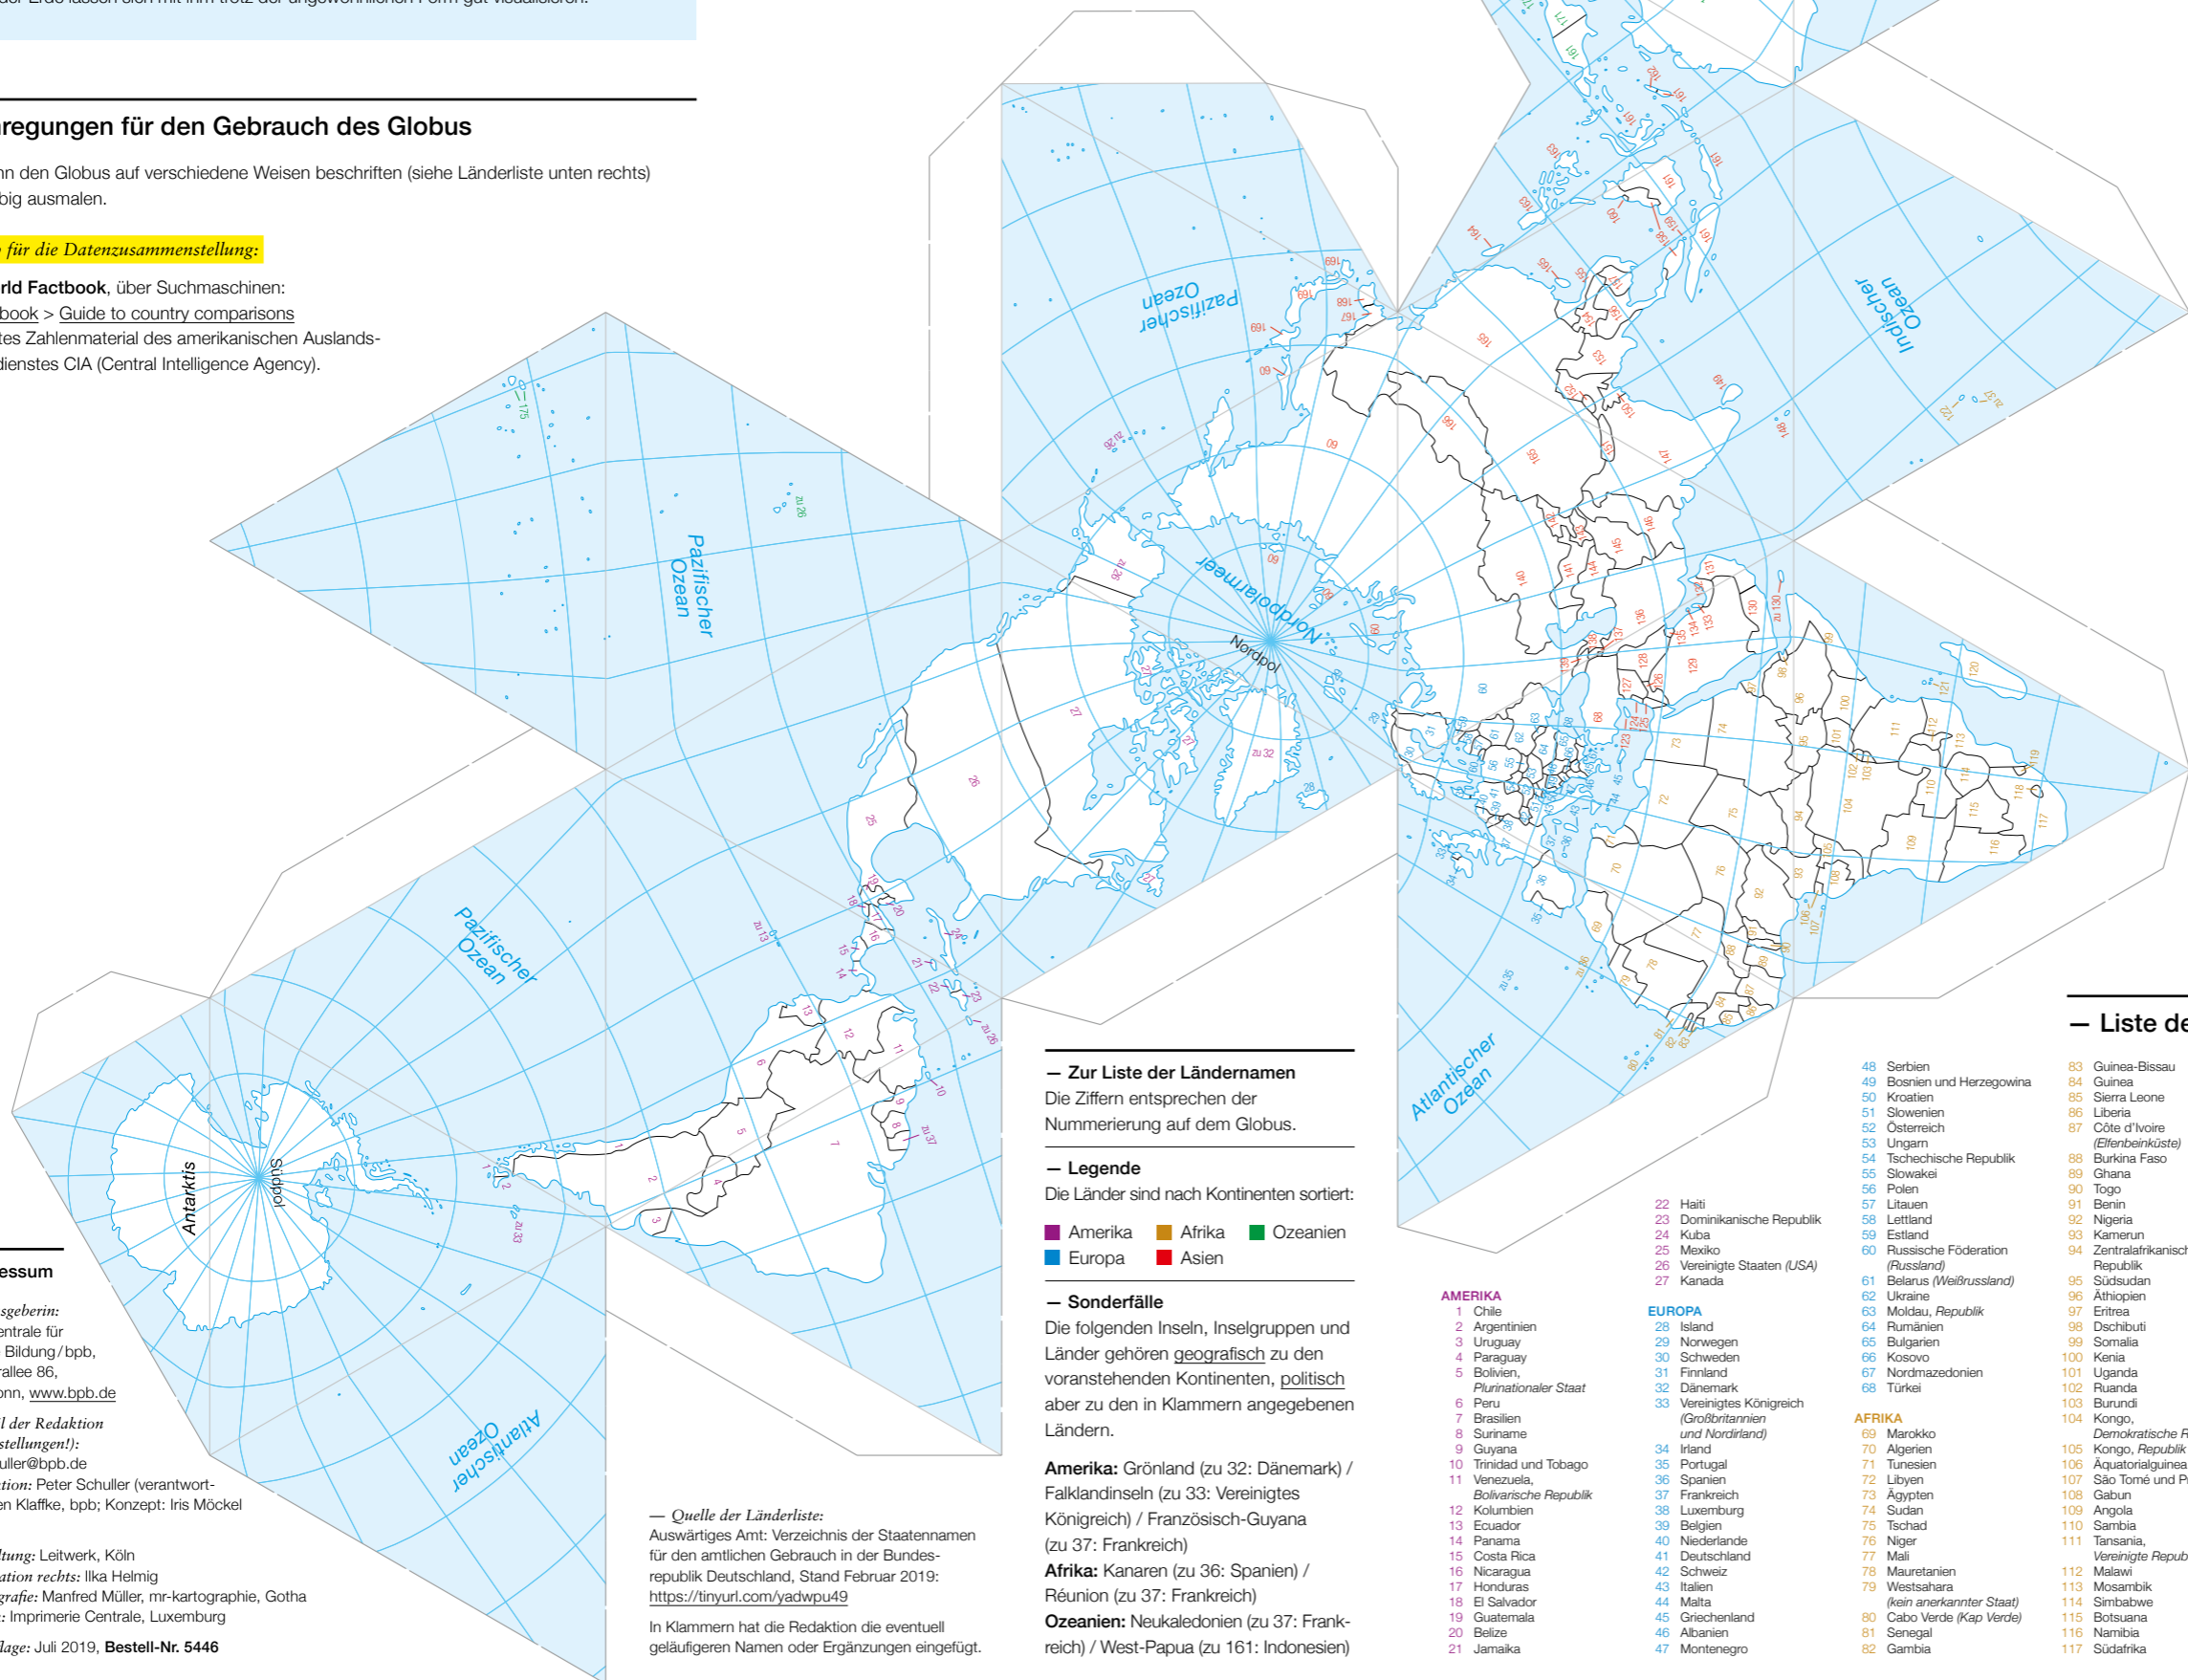 der Erde lassen sich mit ihm trotz der ungewöhnlichen Form gut visualisieren.
regungen für den Gebrauch des Globus
nn den Globus auf verschiedene Weisen beschriften (siehe Länderliste unten rechts)
big ausmalen.
für die Datenzusammenstellung:
rld Factbook, über Suchmaschinen:
book > Guide to country comparisons
tes Zahlenmaterial des amerikanischen Auslands-
dienstes CIA (Central Intelligence Agency).
Pazifischer
Ozean
Indischer
Ozean
Pazifischer
Ozean
Nordpolarmeer
Nordpol
Pazifischer
Ozean
Antarktis
Südpol
Atlantischer
Ozean
Atlantischer
Ozean
essum
sgeberin:
entrale für
Bildung/bpb,
rallee 86,
onn, www.bpb.de
l der Redaktion
stellungen!):
uller@bpb.de
tion: Peter Schuller (verantwort-
en Klaffke, bpb; Konzept: Iris Möckel
ltung: Leitwerk, Köln
ation rechts: Ilka Helmig
grafie: Manfred Müller, mr-kartographie, Gotha
: Imprimerie Centrale, Luxemburg
lage: Juli 2019, Bestell-Nr. 5446
— Quelle der Länderliste:
Auswärtiges Amt: Verzeichnis der Staatennamen
für den amtlichen Gebrauch in der Bundes-
republik Deutschland, Stand Februar 2019:
https://tinyurl.com/yadwpu49
In Klammern hat die Redaktion die eventuell
geläufigeren Namen oder Ergänzungen eingefügt.
— Zur Liste der Ländernamen
Die Ziffern entsprechen der
Nummerierung auf dem Globus.
— Legende
Die Länder sind nach Kontinenten sortiert:
Amerika Afrika Ozeanien
Europa Asien
— Sonderfälle
Die folgenden Inseln, Inselgruppen und
Länder gehören geografisch zu den
voranstehenden Kontinenten, politisch
aber zu den in Klammern angegebenen
Ländern.
Amerika: Grönland (zu 32: Dänemark) /
Falklandinseln (zu 33: Vereinigtes
Königreich) / Französisch-Guyana
(zu 37: Frankreich)
Afrika: Kanaren (zu 36: Spanien) /
Réunion (zu 37: Frankreich)
Ozeanien: Neukaledonien (zu 37: Frank-
reich) / West-Papua (zu 161: Indonesien)
— Liste de
AMERIKA
1 Chile
2 Argentinien
3 Uruguay
4 Paraguay
5 Bolivien,
Plurinationaler Staat
6 Peru
7 Brasilien
8 Suriname
9 Guyana
10 Trinidad und Tobago
11 Venezuela,
Bolivarische Republik
12 Kolumbien
13 Ecuador
14 Panama
15 Costa Rica
16 Nicaragua
17 Honduras
18 El Salvador
19 Guatemala
20 Belize
21 Jamaika
22 Haiti
23 Dominikanische Republik
24 Kuba
25 Mexiko
26 Vereinigte Staaten (USA)
27 Kanada
EUROPA
28 Island
29 Norwegen
30 Schweden
31 Finnland
32 Dänemark
33 Vereinigtes Königreich
(Großbritannien
und Nordirland)
34 Irland
35 Portugal
36 Spanien
37 Frankreich
38 Luxemburg
39 Belgien
40 Niederlande
41 Deutschland
42 Schweiz
43 Italien
44 Malta
45 Griechenland
46 Albanien
47 Montenegro
48 Serbien
49 Bosnien und Herzegowina
50 Kroatien
51 Slowenien
52 Österreich
53 Ungarn
54 Tschechische Republik
55 Slowakei
56 Polen
57 Litauen
58 Lettland
59 Estland
60 Russische Föderation
(Russland)
61 Belarus (Weißrussland)
62 Ukraine
63 Moldau, Republik
64 Rumänien
65 Bulgarien
66 Kosovo
67 Nordmazedonien
68 Türkei
AFRIKA
69 Marokko
70 Algerien
71 Tunesien
72 Libyen
73 Ägypten
74 Sudan
75 Tschad
76 Niger
77 Mali
78 Mauretanien
79 Westsahara
(kein anerkannter Staat)
80 Cabo Verde (Kap Verde)
81 Senegal
82 Gambia
83 Guinea-Bissau
84 Guinea
85 Sierra Leone
86 Liberia
87 Côte d'Ivoire
(Elfenbeinküste)
88 Burkina Faso
89 Ghana
90 Togo
91 Benin
92 Nigeria
93 Kamerun
94 Zentralafrikanisch
Republik
95 Südsudan
96 Äthiopien
97 Eritrea
98 Dschibuti
99 Somalia
100 Kenia
101 Uganda
102 Ruanda
103 Burundi
104 Kongo,
Demokratische R
105 Kongo, Republik
106 Äquatorialguinea
107 São Tomé und P
108 Gabun
109 Angola
110 Sambia
111 Tansania,
Vereinigte Repub
112 Malawi
113 Mosambik
114 Simbabwe
115 Botsuana
116 Namibia
117 Südafrika